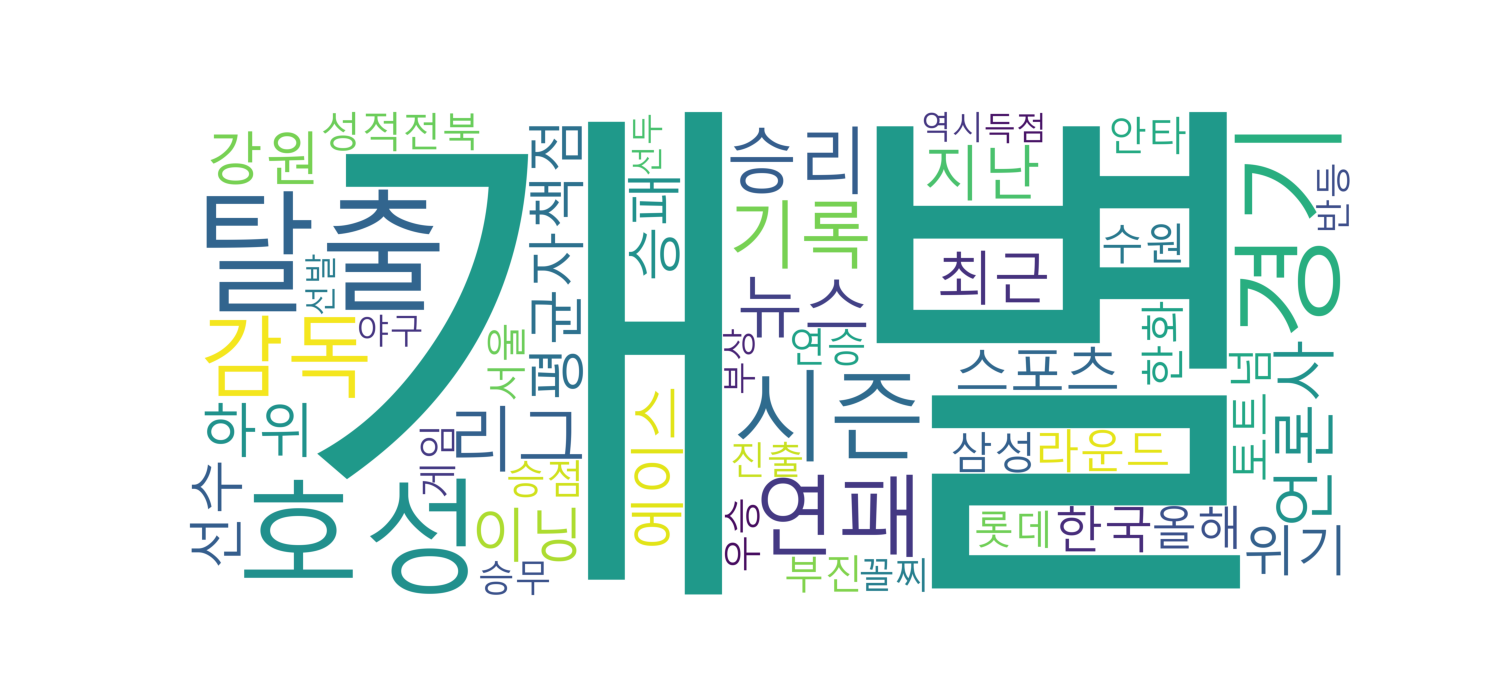 강원
성적
전북
선두
역시
득점
안타
경기
반등
탈출
선발
야구
평균자책점
승패
승리
기록
뉴스
지난
최근
수원
개별
감독
하위
서울
연승
부상
스포츠
한화
토트넘
언론사
선수
호성
게임
리그
승점
이닝
승무
에이스
시즌
진출
연패
우승
부진
꼴찌
삼성
라운드
롯데
한국
올해
위기